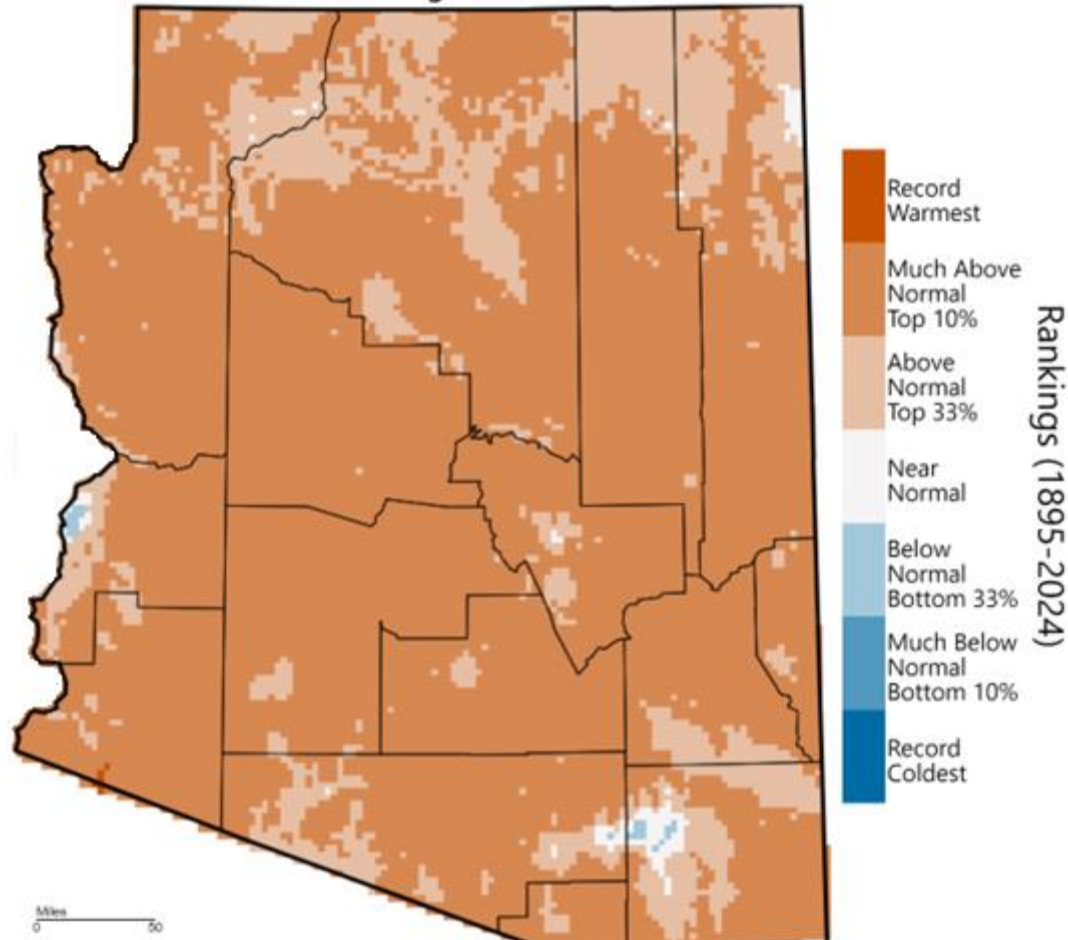 Record
Warmest
Much Above
Normal
Top 10%
Above
Normal
Top 33%
Near
Normal
Below
Normal
Bottom 33%
Much Below
Normal
Bottom 10%
Record
Coldest
Rankings (1895-2024)
Miles
0 50